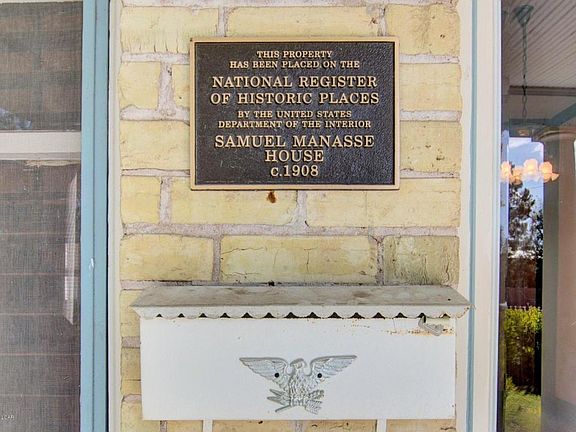 THIS PROPERTY
HAS BEEN PLACED ON THE
NATIONAL REGISTER
OF HISTORIC PLACES
BY THE UNITED STATES
DEPARTMENT OF THE INTERIOR
SAMUEL MANASSE
HOUSE
c.1908